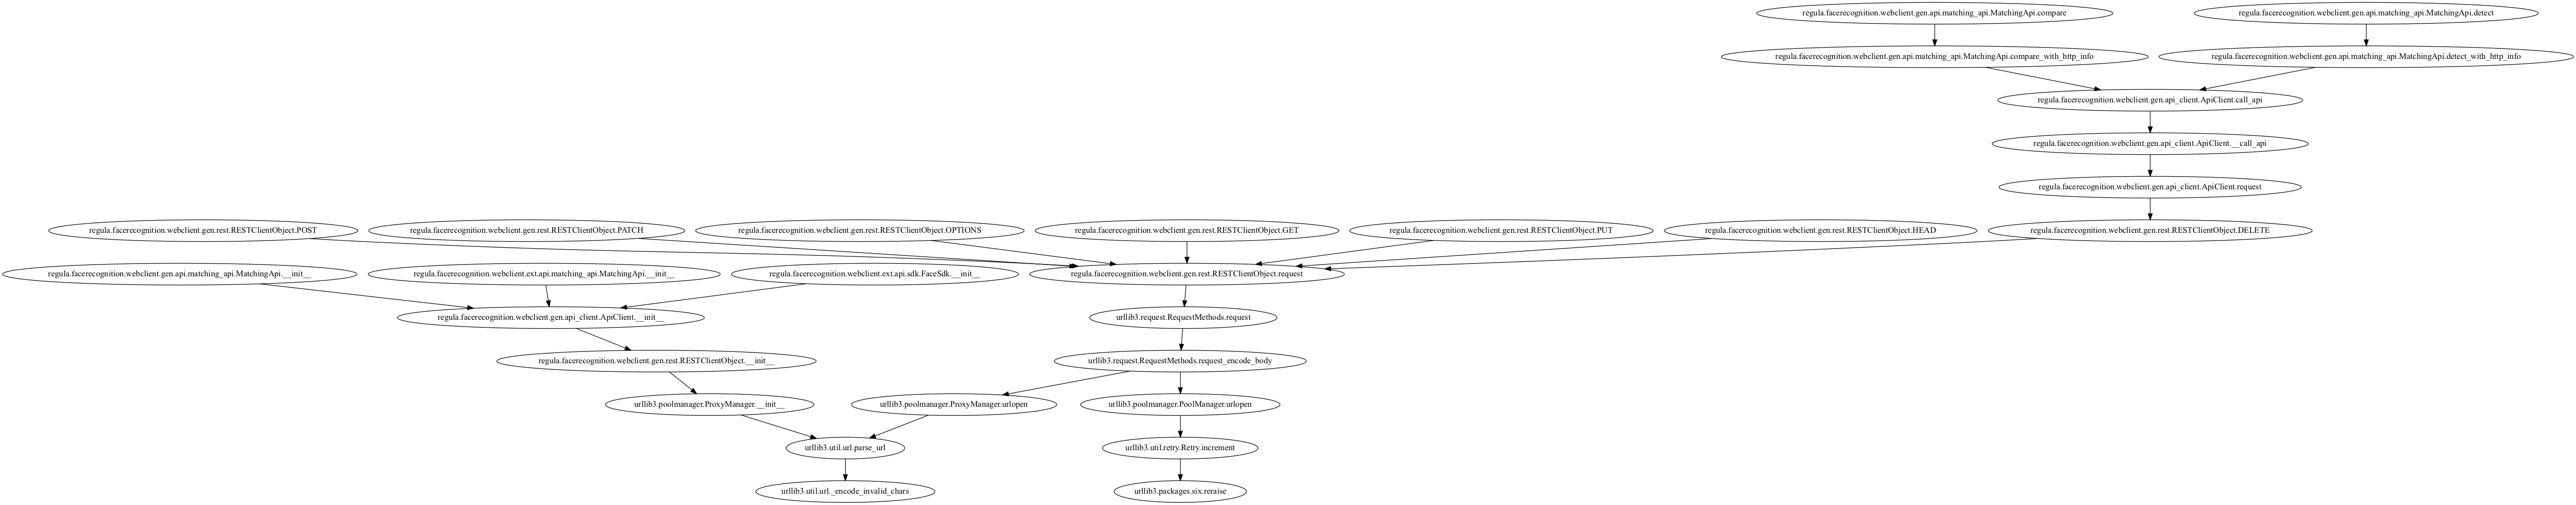 regula.facerecognition.webclient.gen.api.matching_api.MatchingApi.compare
regula.facerecognition.webclient.gen.api.matching_api.MatchingApi.detect
regula.facerecognition.webclient.gen.api.matching_api.MatchingApi.compare_with_http_info
regula.facerecognition.webclient.gen.api.matching_api.MatchingApi.detect_with_http_info
regula.facerecognition.webclient.gen.api_client.ApiClient.call_api
regula.facerecognition.webclient.gen.api_client.ApiClient.__call_api
regula.facerecognition.webclient.gen.api_client.ApiClient.request
regula.facerecognition.webclient.gen.rest.RESTClientObject.POST
regula.facerecognition.webclient.gen.rest.RESTClientObject.PATCH
regula.facerecognition.webclient.gen.rest.RESTClientObject.OPTIONS
regula.facerecognition.webclient.gen.rest.RESTClientObject.GET
regula.facerecognition.webclient.gen.rest.RESTClientObject.PUT
regula.facerecognition.webclient.gen.rest.RESTClientObject.HEAD
regula.facerecognition.webclient.gen.rest.RESTClientObject.DELETE
regula.facerecognition.webclient.gen.api.matching_api.MatchingApi.__init__
regula.facerecognition.webclient.ext.api.matching_api.MatchingApi.__init__
regula.facerecognition.webclient.ext.api.sdk.FaceSdk.__init__
regula.facerecognition.webclient.gen.rest.RESTClientObject.request
regula.facerecognition.webclient.gen.api_client.ApiClient.__init__
urllib3.request.RequestMethods.request
regula.facerecognition.webclient.gen.rest.RESTClientObject.__init__
urllib3.request.RequestMethods.request_encode_body
urllib3.poolmanager.ProxyManager.__init__
urllib3.poolmanager.ProxyManager.urlopen
urllib3.poolmanager.PoolManager.urlopen
urllib3.util.url.parse_url
urllib3.util.retry.Retry.increment
urllib3.util.url._encode_invalid_chars
urllib3.packages.six.reraise